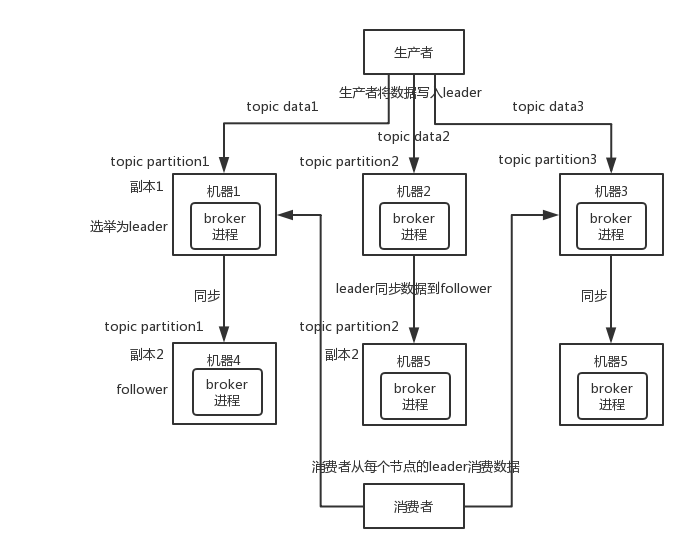 生产者
生产者将数据写入leader
topic data1
topic data3
topic data2
topic partition1
topic partition2
topic partition3
副本1
机器1
机器2
机器3
broker
进程
broker
进程
broker
进程
选举为leader
同步
leader同步数据到follower
同步
topic partition1
topic partition2
副本2
机器4
副本2
机器5
机器5
follower
broker
进程
broker
进程
broker
进程
消费者从每个节点的leader消费数据
消费者